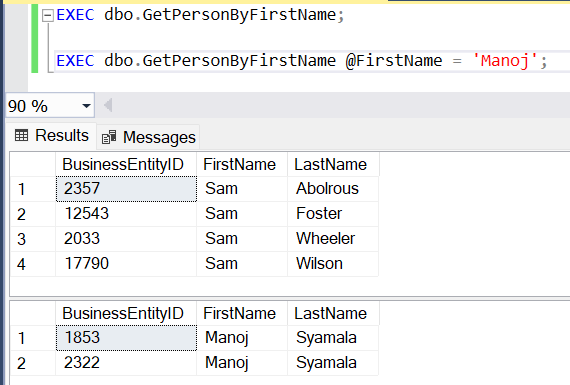 EXEC dbo.GetPersonByFirstName;
EXEC dbo.GetPersonByFirstName @FirstName = 'Manoj';
90 %
Results Messages
BusinessEntityID FirstName LastName
1 2357 Sam Abolrous
2 12543 Sam Foster
3 2033 Sam Wheeler
4 17790 Sam Wilson
BusinessEntityID FirstName LastName
1 1853 Manoj Syamala
2 2322 Manoj Syamala